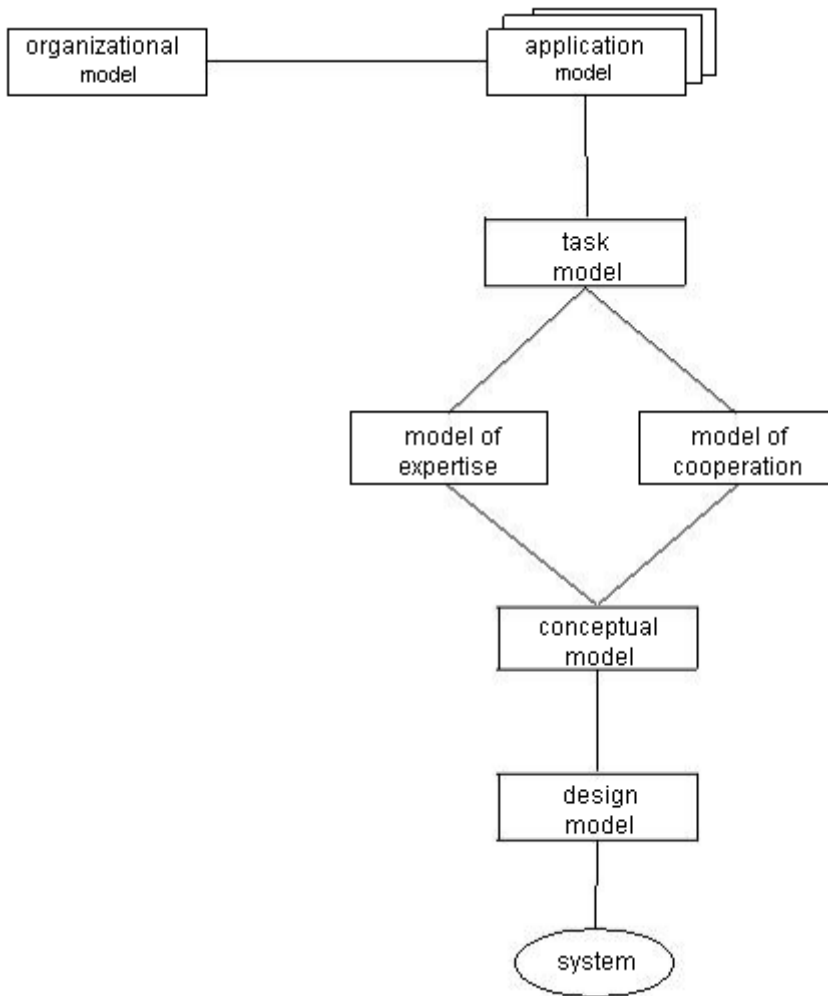 organizational
model
application
model
task
model
model of
expertise
model of
cooperation
conceptual
model
design
model
system